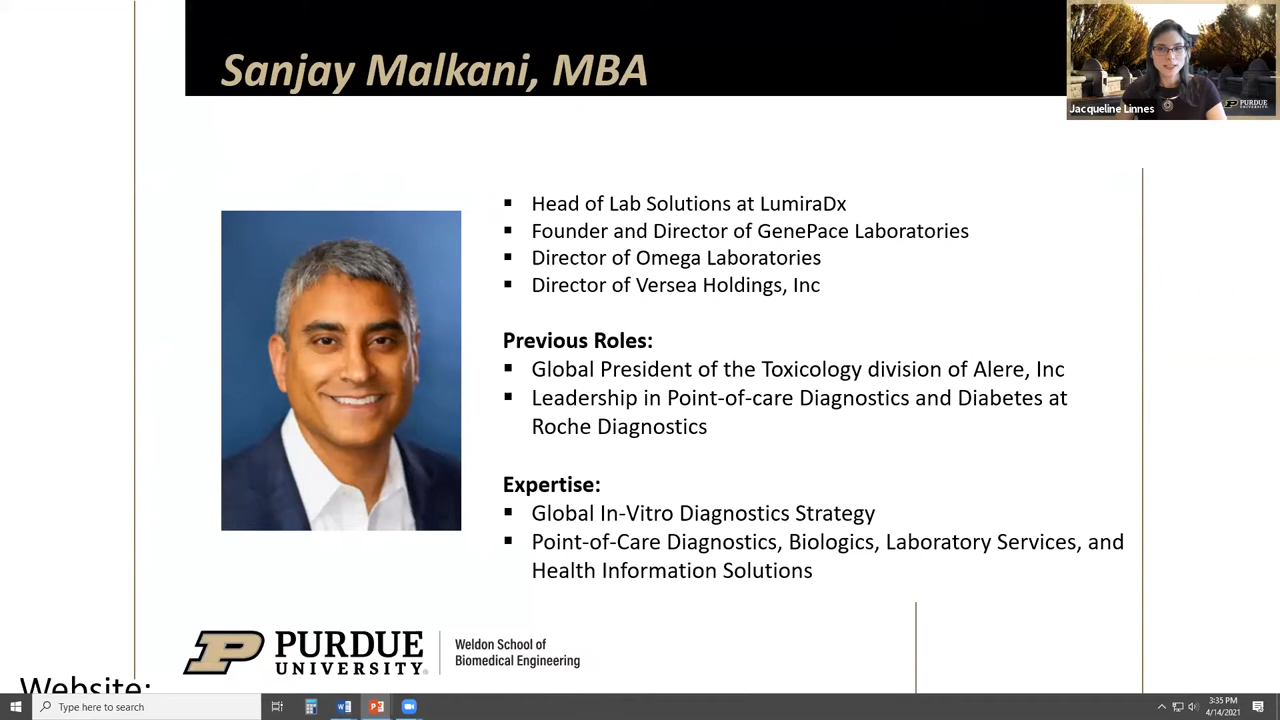 Sanjay Malkani, MBA
Jacqueline Linnes
PURDUE
UNIVERSITY
Head of Lab Solutions at LumiraDx
Founder and Director of GenePace Laboratories
Director of Omega Laboratories
Director of Versea Holdings, Inc
Previous Roles:
Global President of the Toxicology division of Alere, Inc
Leadership in Point-of-care Diagnostics and Diabetes at
Roche Diagnostics
Expertise:
Global In-Vitro Diagnostics Strategy
Point-of-Care Diagnostics, Biologics, Laboratory Services, and
Health Information Solutions
P PURDUE
UNIVERSITY®
Weldon School of
Biomedical Engineering
Website:
Type here to search
3:35 PM
4/14/2021